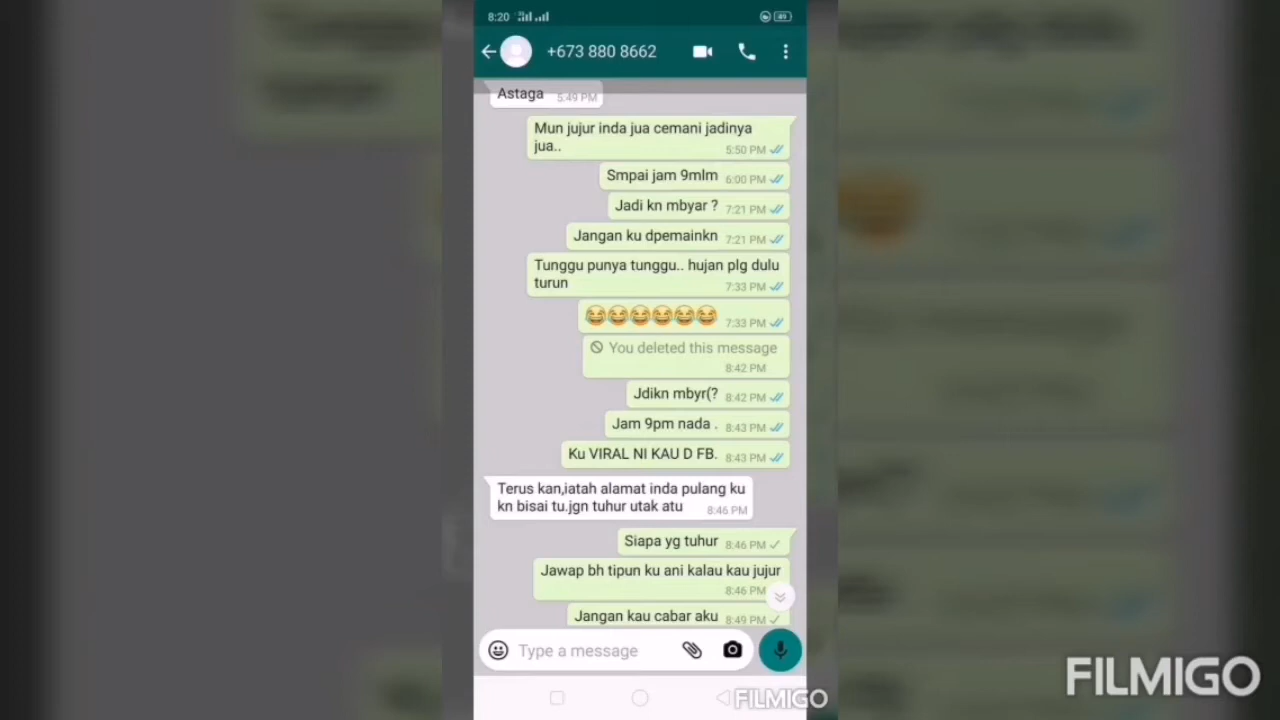 8:20
+673 880 8662
Astaga 5:49 PM
Mun jujur inda jua cemani jadinya
jua.. 5:50 PM
Smpai jam 9mlm 6:00 PM
Jadi kn mbyar ? 7:21 PM
Jangan ku dpemainkn 7:21 PM
Tunggu punya tunggu.. hujan plg dulu
turun 7:33 PM
😂😂😂😂😂😂 7:33 PM
You deleted this message
8:42 PM
Jdikn mbyr(? 8:42 PM
Jam 9pm nada . 8:43 PM
Ku VIRAL NI KAU D FB. 8:43 PM
Terus kan,iatah alamat inda pulang ku
kn bisai tu.jgn tuhur utak atu 8:46 PM
Siapa yg tuhur 8:46 PM
Jawap bh tipun ku ani kalau kau jujur
8:46 PM
Jangan kau cabar aku 8:49 PM
Type a message
FILMIGO
FILMIGO